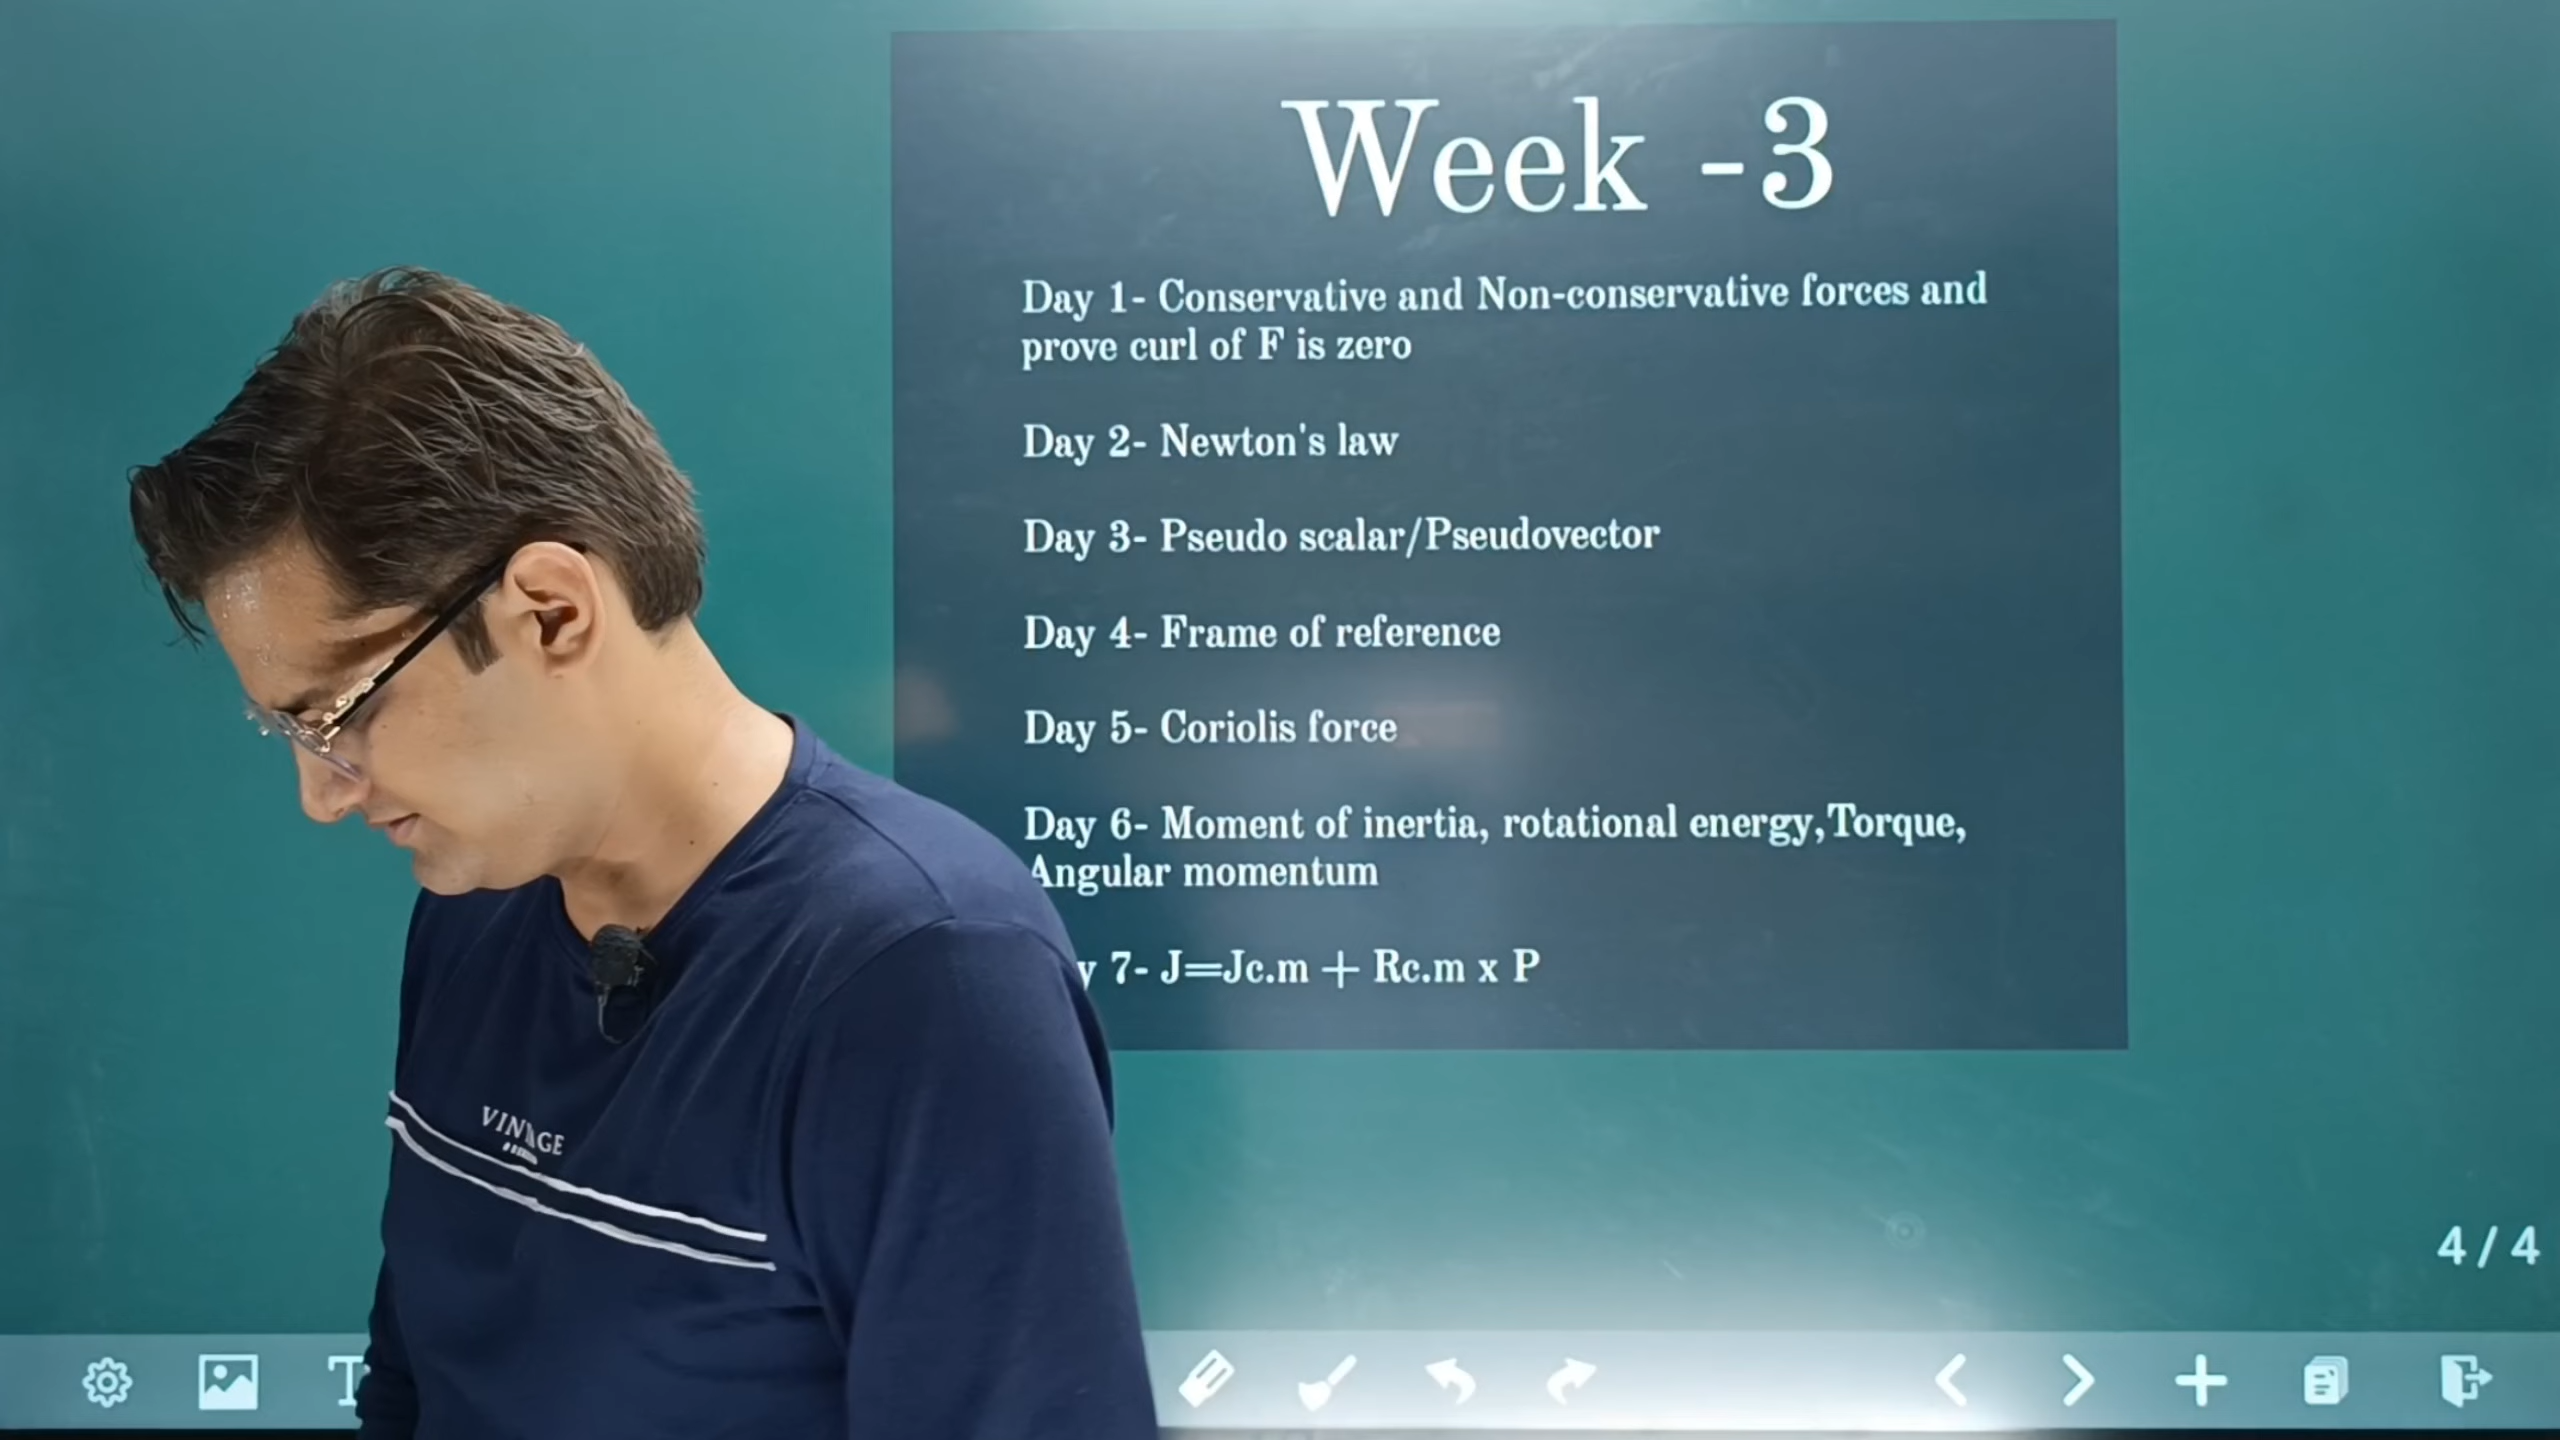 Week -3
Day 1- Conservative and Non-conservative forces and
prove curl of F is zero
Day 2- Newton's law
Day 3- Pseudo scalar/Pseudovector
Day 4- Frame of reference
Day 5- Coriolis force
Day 6- Moment of inertia, rotational energy,Torque,
Angular momentum
y 7- J=Jc.m + Rc.m x P
4/4
T